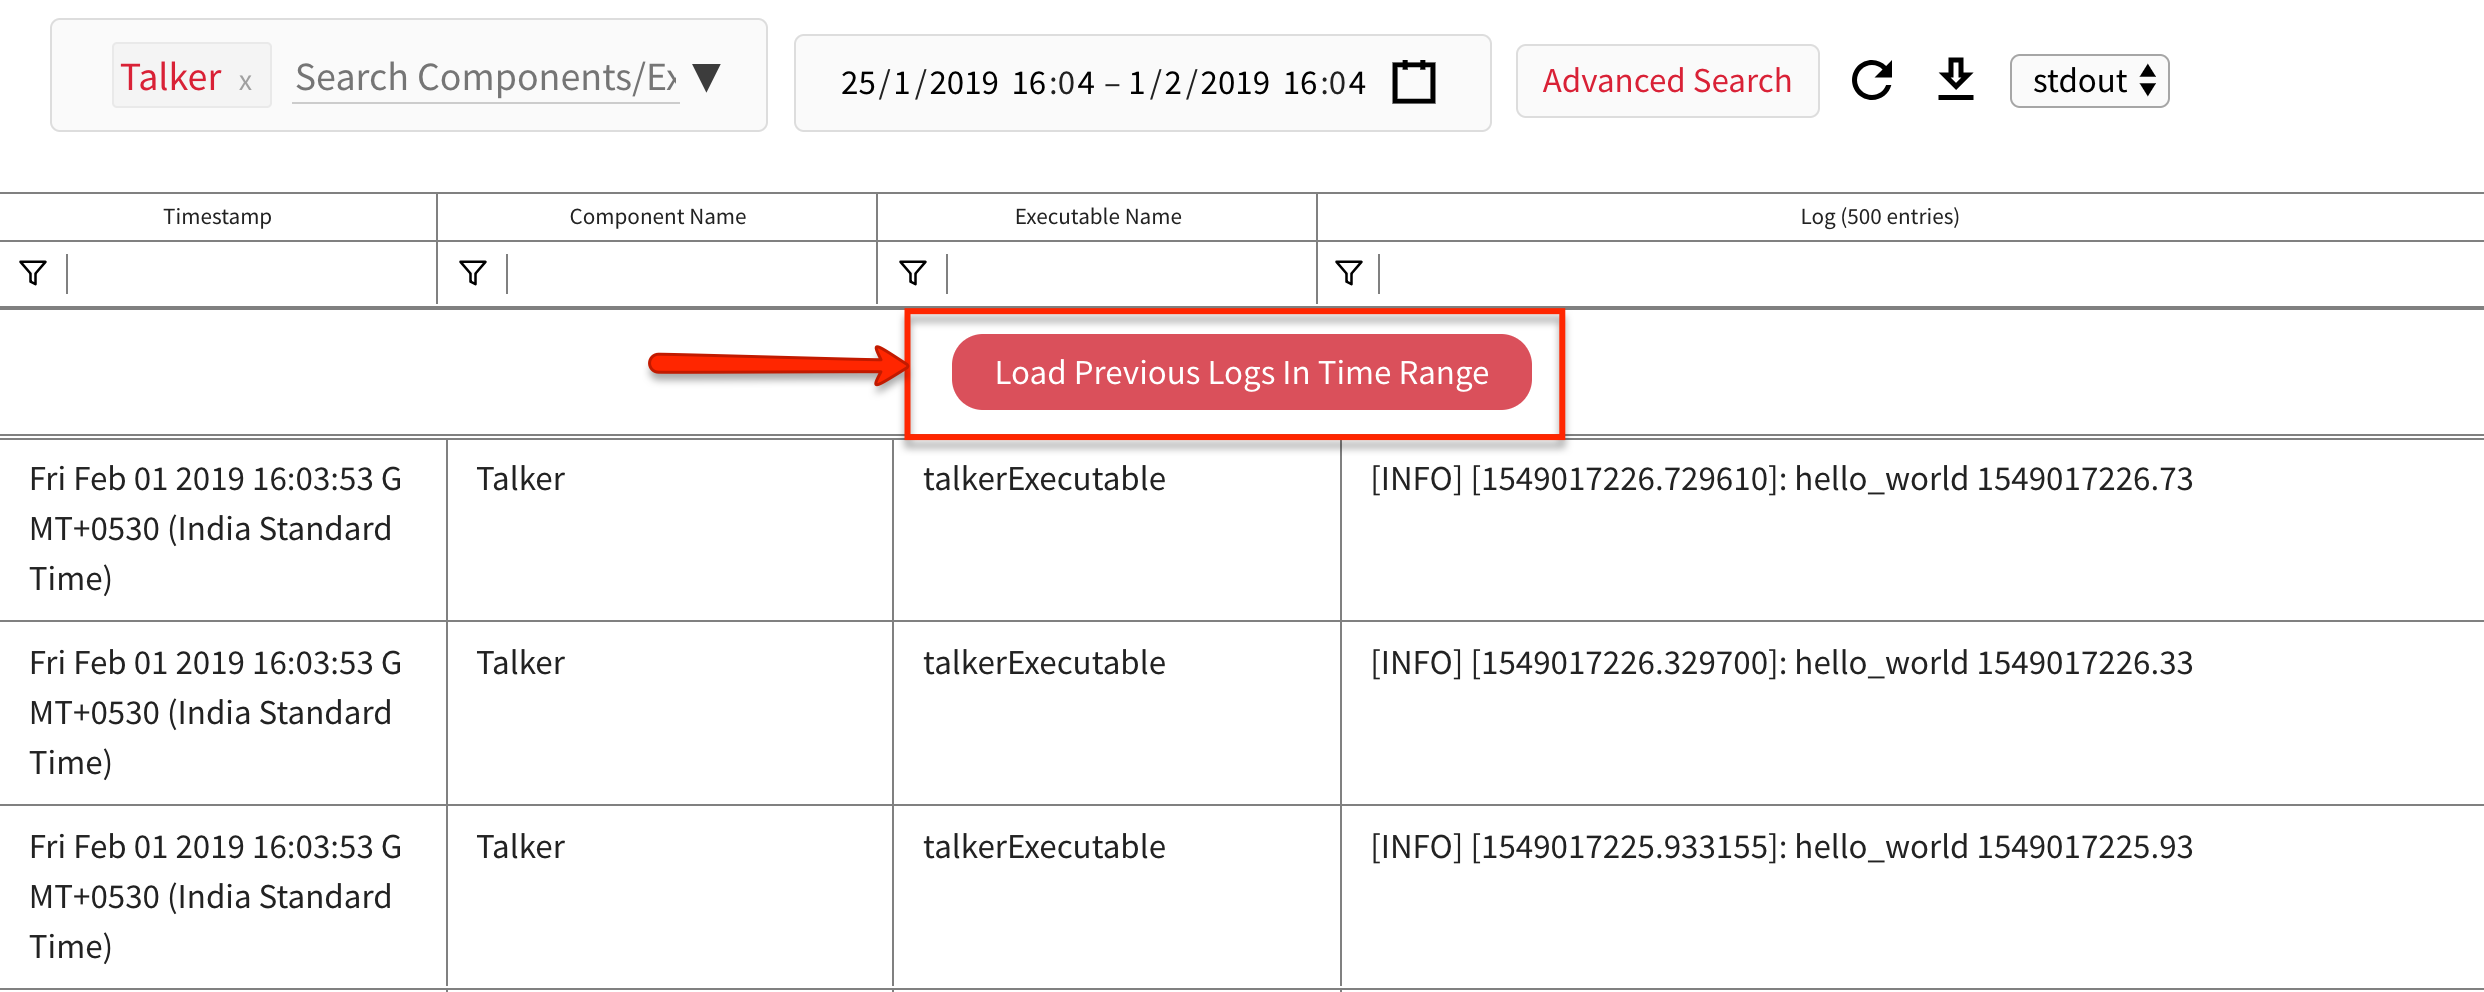 Talker x Search Components/Ex
25/1/2019 16:04 – 1/2/2019 16:04
Advanced Search
stdout
Timestamp Component Name Executable Name Log (500 entries)
Load Previous Logs In Time Range
Fri Feb 01 2019 16:03:53 G Talker talkerExecutable [INFO] [1549017226.729610]: hello_world 1549017226.73
MT+0530 (India Standard
Time)
Fri Feb 01 2019 16:03:53 G Talker talkerExecutable [INFO] [1549017226.329700]: hello_world 1549017226.33
MT+0530 (India Standard
Time)
Fri Feb 01 2019 16:03:53 G Talker talkerExecutable [INFO] [1549017225.933155]: hello_world 1549017225.93
MT+0530 (India Standard
Time)